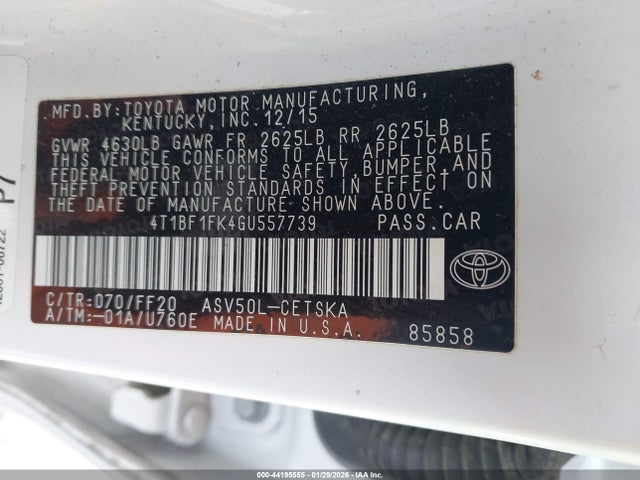 MFD.BY:TOYOTA MOTOR MANUFACTURING,
KENTUCKY, INC. 12/15
GVWR 4630LB GAWR FR 2625LB RR 2625LB
THIS VEHICLE CONFORMS TO ALL APPLICABLE
FEDERAL MOTOR VEHICLE SAFETY, BUMPER, AND
THEFT PREVENTION STANDARDS IN EFFECT ON
THE DATE OF MANUFACTURE SHOWN ABOVE.
4T1BF1FK4GU557739 PASS.CAR
C/TR:070/FF20 ASV50L-CETSKA
A/TM:-01A/U760E MADE IN U.S.A. 85858
P7
000-44195555 - 01/29/2026 - IAA Inc.